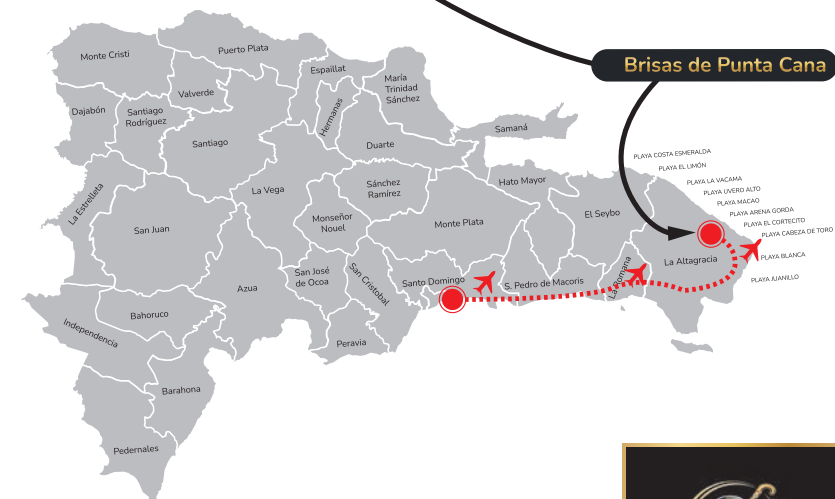 Brisas de Punta Cana
Monte Cristi
Puerto Plata
Espaillat
María
Trinidad
Sánchez
Valverde
Dajabón
Santiago
Rodríguez
Hermanas
Samaná
Santiago
Duarte
PLAYA COSTA ESMERALDA
PLAYA EL LIMÓN
PLAYA LA VACAMA
PLAYA UVERO ALTO
PLAYA MACAO
PLAYA ARENA GORDA
PLAYA EL CORTECITO
PLAYA CABEZA DE TORO
PLAYA BLANCA
PLAYA JUANILLO
La Estrelleta
La Vega
Sánchez
Ramírez
Hato Mayor
San Juan
Monseñor
Nouel
Monte Plata
El Seybo
La Altagracia
Azua
San José
de Ocoa
San Cristobal
Santo Domingo
S. Pedro de Macoris
La Romana
Bahoruco
Independencia
Peravia
Barahona
Pedernales